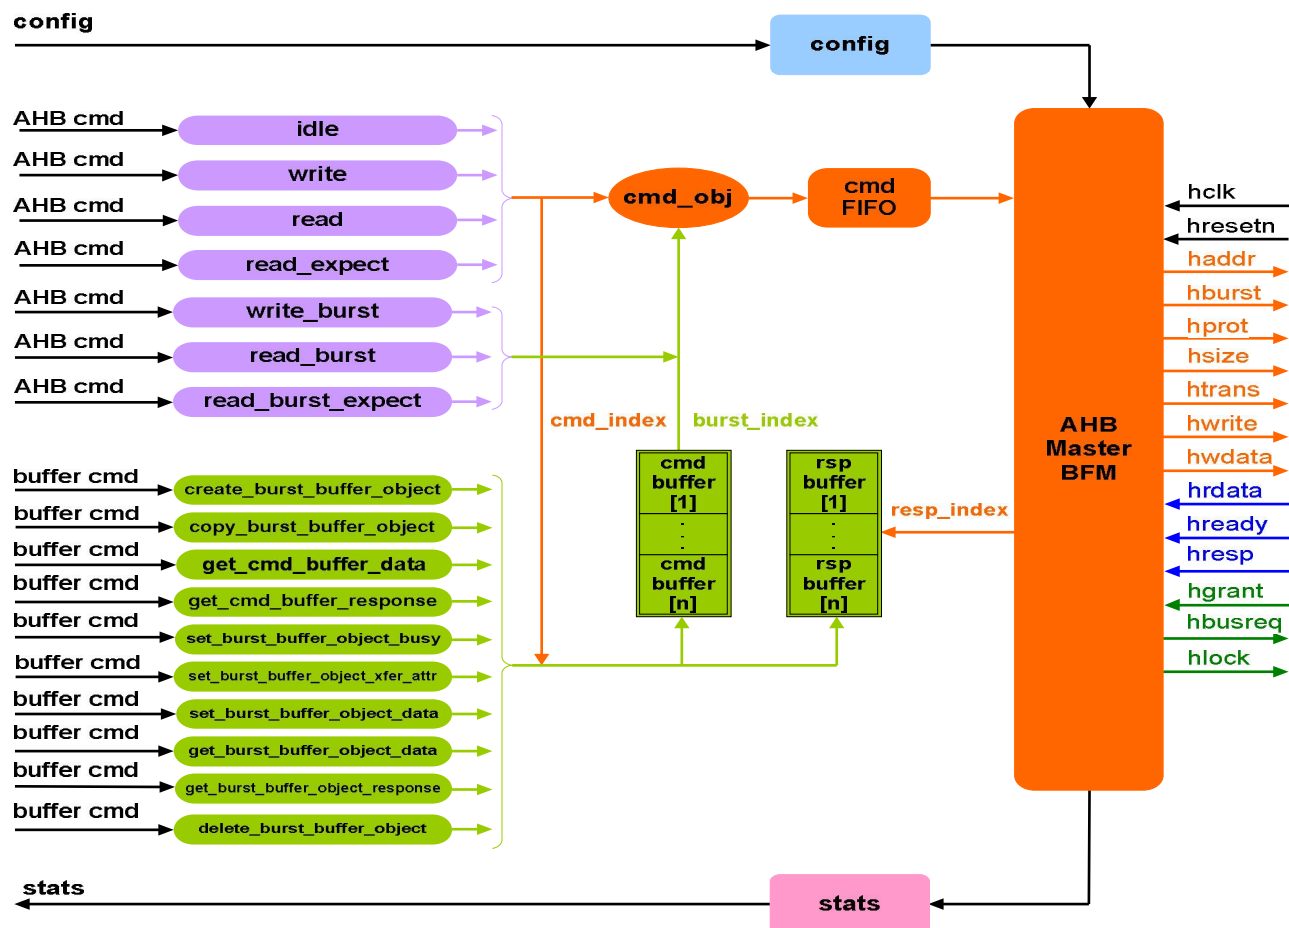 config
config
AHB cmd
idle
AHB cmd
write
AHB cmd
read
AHB cmd
read_expect
AHB cmd
write_burst
AHB cmd
read_burst
AHB cmd
read_burst_expect
cmd_obj
cmd
FIFO
cmd_index
burst_index
buffer cmd
create_burst_buffer_object
buffer cmd
copy_burst_buffer_object
buffer cmd
get_cmd_buffer_data
buffer cmd
get_cmd_buffer_response
buffer cmd
set_burst_buffer_object_busy
buffer cmd
set_burst_buffer_object_xfer_attr
buffer cmd
set_burst_buffer_object_data
buffer cmd
get_burst_buffer_object_data
buffer cmd
get_burst_buffer_object_response
buffer cmd
delete_burst_buffer_object
cmd
buffer
[1]
.
.
.
cmd
buffer
[n]
rsp
buffer
[1]
.
.
.
rsp
buffer
[n]
resp_index
AHB
Master
BFM
hclk
hresetn
haddr
hburst
hprot
hsize
htrans
hwrite
hwdata
hrdata
hready
hresp
hgrant
hbusreq
hlock
stats
stats